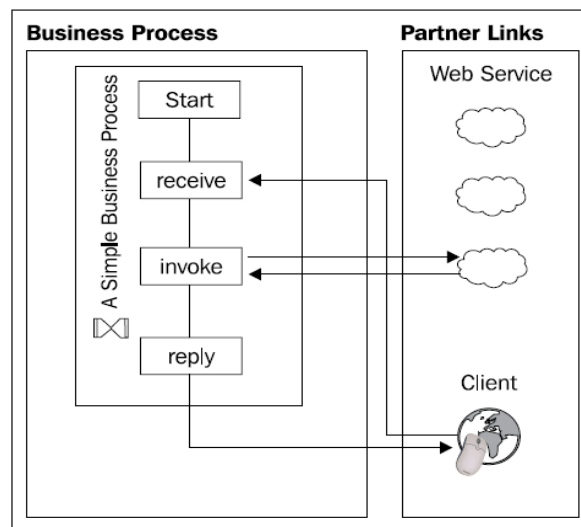 Business Process
Partner Links
Web Service
A Simple Business Process
Start
receive
invoke
reply
Client